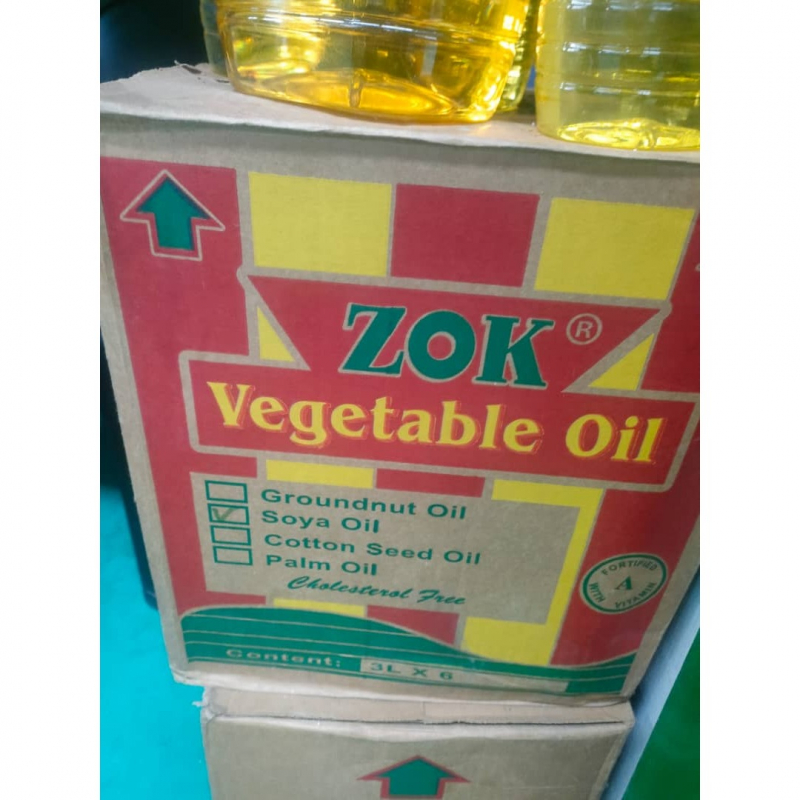 ZOK®
Vegetable Oil
Groundnut Oil
Soya Oil
Cotton Seed Oil
Palm Oil
Cholesterol Free
FORTIFIED
A
WITH VITAMIN
Content: 3L X 6